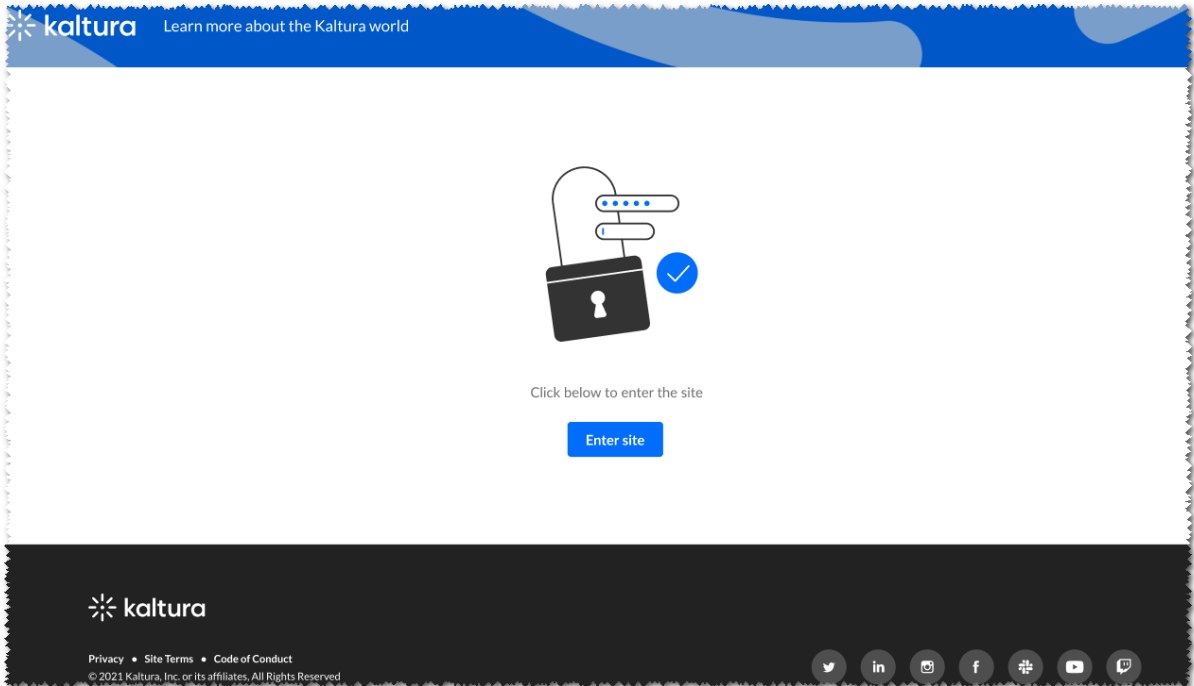 kaltura Learn more about the Kaltura world
Click below to enter the site
Enter site
kaltura
Privacy • Site Terms • Code of Conduct
© 2021 Kaltura, Inc. or its affiliates, All Rights Reserved